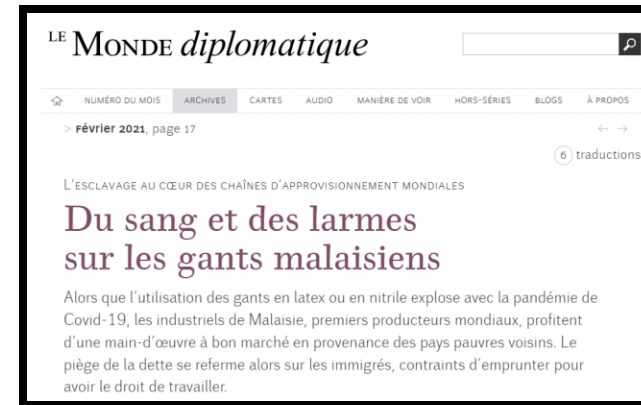 LE MONDE diplomatique
NUMÉRO DU MOIS ARCHIVES CARTES AUDIO MANIÈRE DE VOIR HORS-SÉRIES BLOGS À PROPOS
> Février 2021, page 17 ← →
6 traductions
L'ESCLAVAGE AU CŒUR DES CHAÎNES D'APPROVISIONNEMENT MONDIALES
Du sang et des larmes
sur les gants malaisiens
Alors que l'utilisation des gants en latex ou en nitrile explose avec la pandémie de
Covid-19, les industriels de Malaisie, premiers producteurs mondiaux, profitent
d'une main-d'œuvre à bon marché en provenance des pays pauvres voisins. Le
piège de la dette se referme alors sur les immigrés, contraints d'emprunter pour
avoir le droit de travailler.